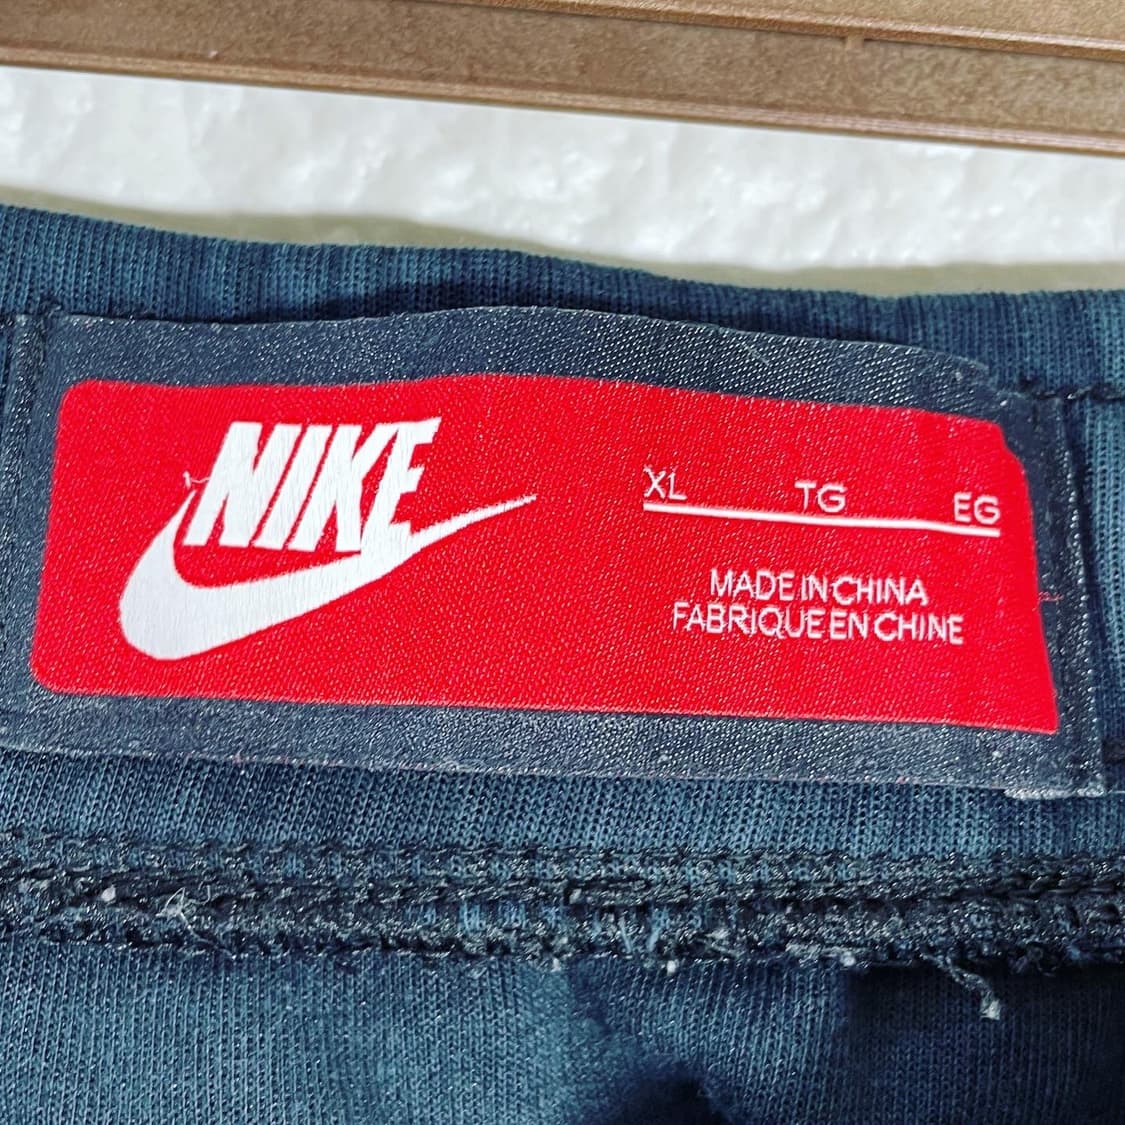 NIKE
XL TG EG
MADE IN CHINA
FABRIQUE EN CHINE